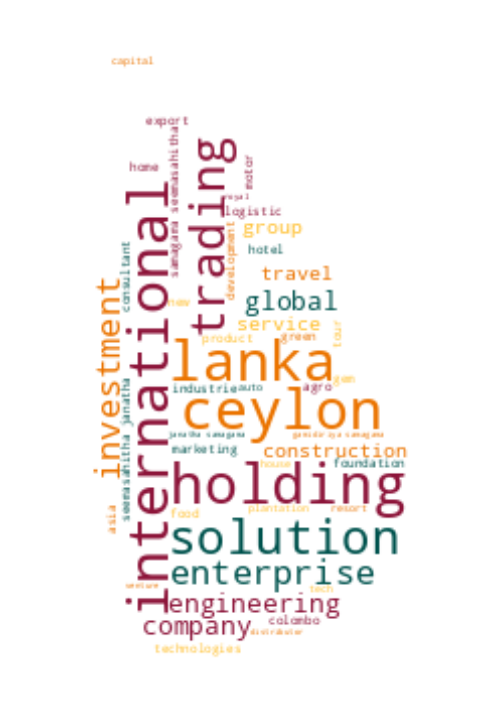 capital
export
home
samagama seemasahitha
international
trading
motor
royal
logistic
group
development
hotel
consultant
travel
new
global
investment
service
product
green
tour
lanka
gem
industrie
auto
agro
seemasahitha janatha
ceylon
janatha samagama
ganidiriya samagama
marketing
construction
house
foundation
holding
asia
food
plantation
resort
solution
enterprise
venture
tech
engineering
company
colombo
distributor
technologies